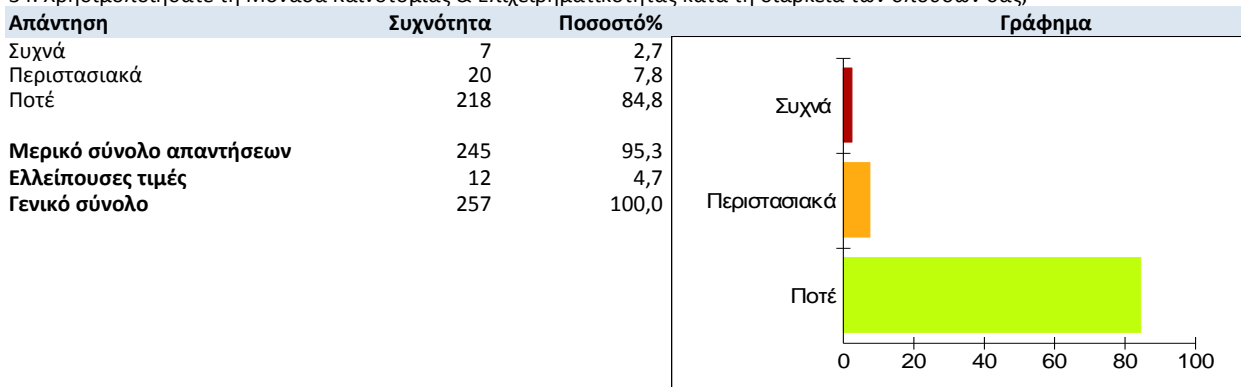 Απάντηση Συχνότητα Ποσοστό% Γράφημα
Συχνά 7 2,7
Περιστασιακά 20 7,8
Ποτέ 218 84,8
Μερικό σύνολο απαντήσεων 245 95,3
Ελλείπουσες τιμές 12 4,7
Γενικό σύνολο 257 100,0
Συχνά
Περιστασιακά
Ποτέ
0 20 40 60 80 100